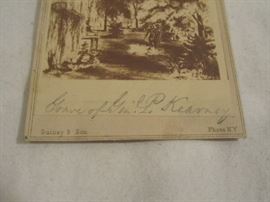 Grave of Gen'l P. Kearney
Gurney & Son Photo N.Y.